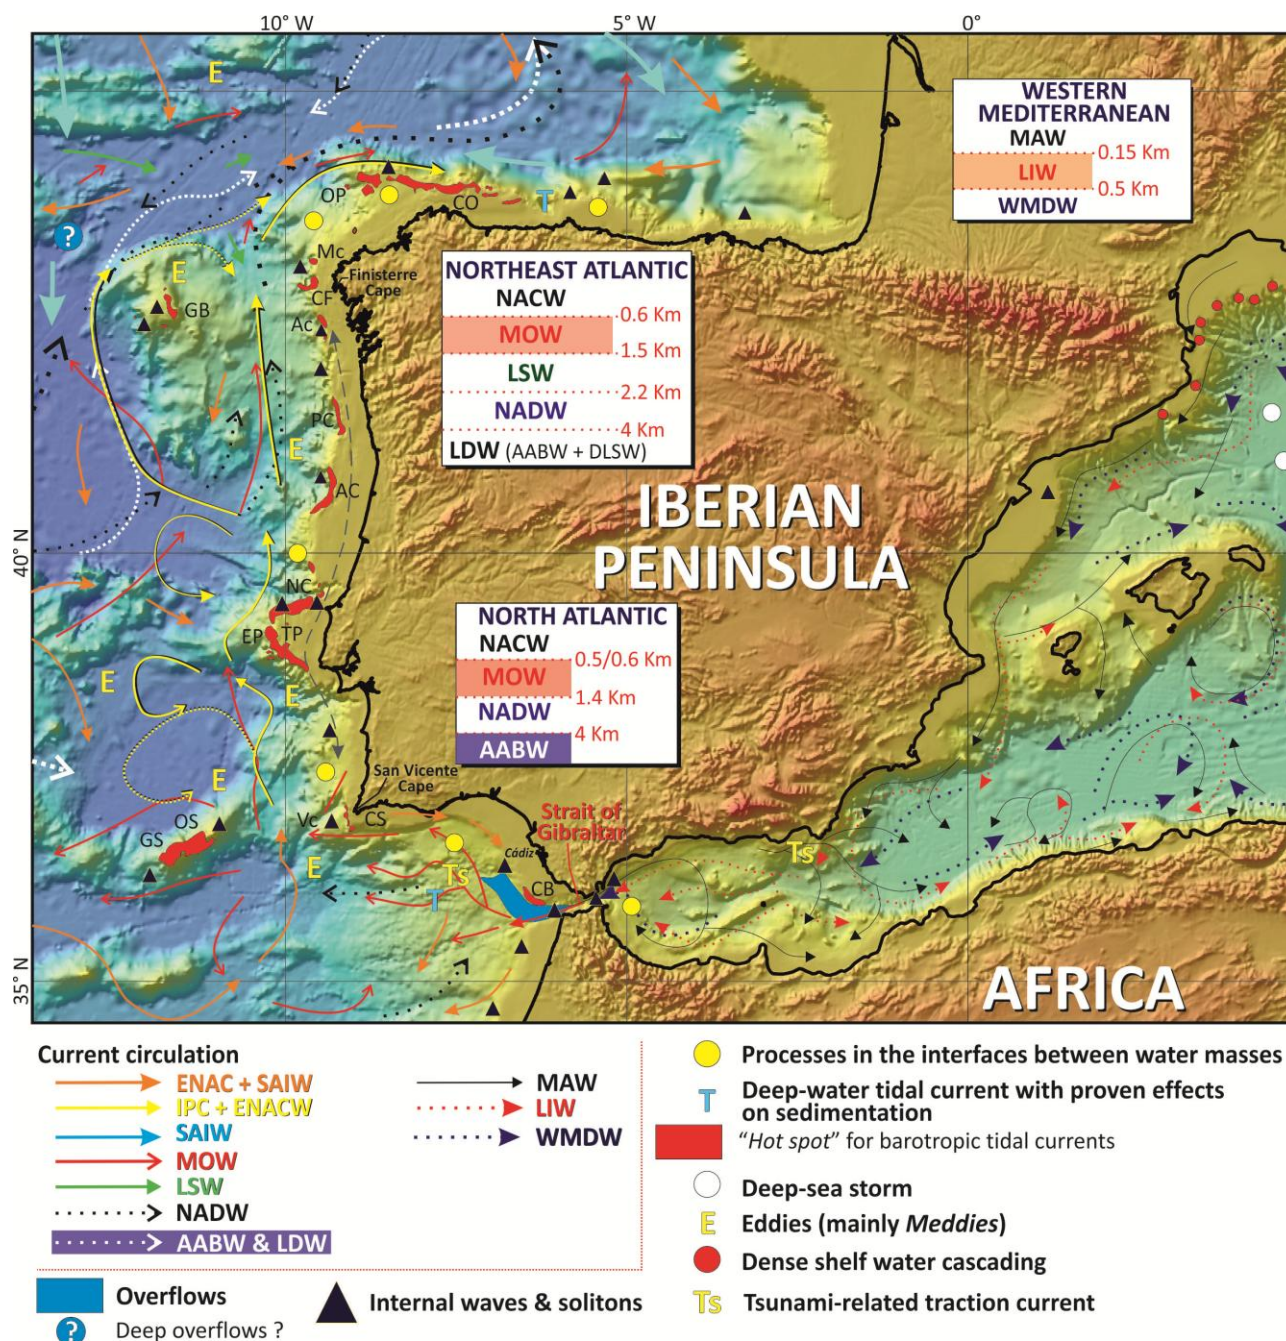 10° W
5° W
0°
E
WESTERN
MEDITERRANEAN
MAW
0.15 Km
LIW
0.5 Km
WMDW
OP
CO
T
?
Mc
E
GB
CF
Finisterre
Cape
Ac
NORTHEAST ATLANTIC
NACW
0.6 Km
MOW
1.5 Km
LSW
2.2 Km
NADW
4 Km
LDW (AABW + DLSW)
PC
E
AC
IBERIAN
PENINSULA
40° N
NC
EP
TP
NORTH ATLANTIC
NACW
0.5/0.6 Km
MOW
1.4 Km
NADW
4 Km
AABW
E
E
E
San Vicente
Cape
OS
GS
Vc
CS
Strait of
Gibraltar
Cádiz
E
Ts
Ts
T
CB
35° N
AFRICA
Current circulation
ENAC + SAIW
IPC + ENACW
SAIW
MOW
LSW
NADW
AABW & LDW
MAW
LIW
WMDW
Overflows
? Deep overflows ?
Internal waves & solitons
Processes in the interfaces between water masses
T Deep-water tidal current with proven effects
on sedimentation
"Hot spot" for barotropic tidal currents
Deep-sea storm
E Eddies (mainly Meddies)
Dense shelf water cascading
Ts Tsunami-related traction current